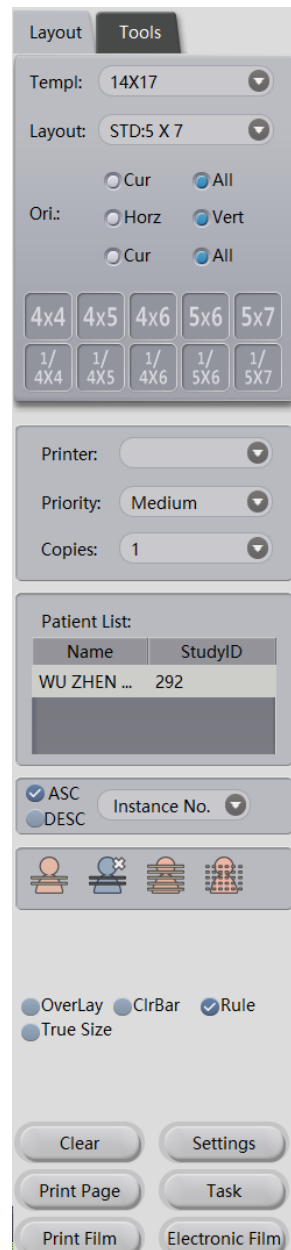 Layout Tools
Templ: 14X17
Layout: STD:5 X 7
Cur All
Ori.: Horz Vert
Cur All
4x4 4x5 4x6 5x6 5x7
1/ 1/ 1/ 1/ 1/
4X4 4X5 4X6 5X6 5X7
Printer:
Priority: Medium
Copies: 1
Patient List:
Name StudyID
WU ZHEN ... 292
ASC
Instance No.
DESC
OverLay ClrBar Rule
True Size
Clear Settings
Print Page Task
Print Film Electronic Film